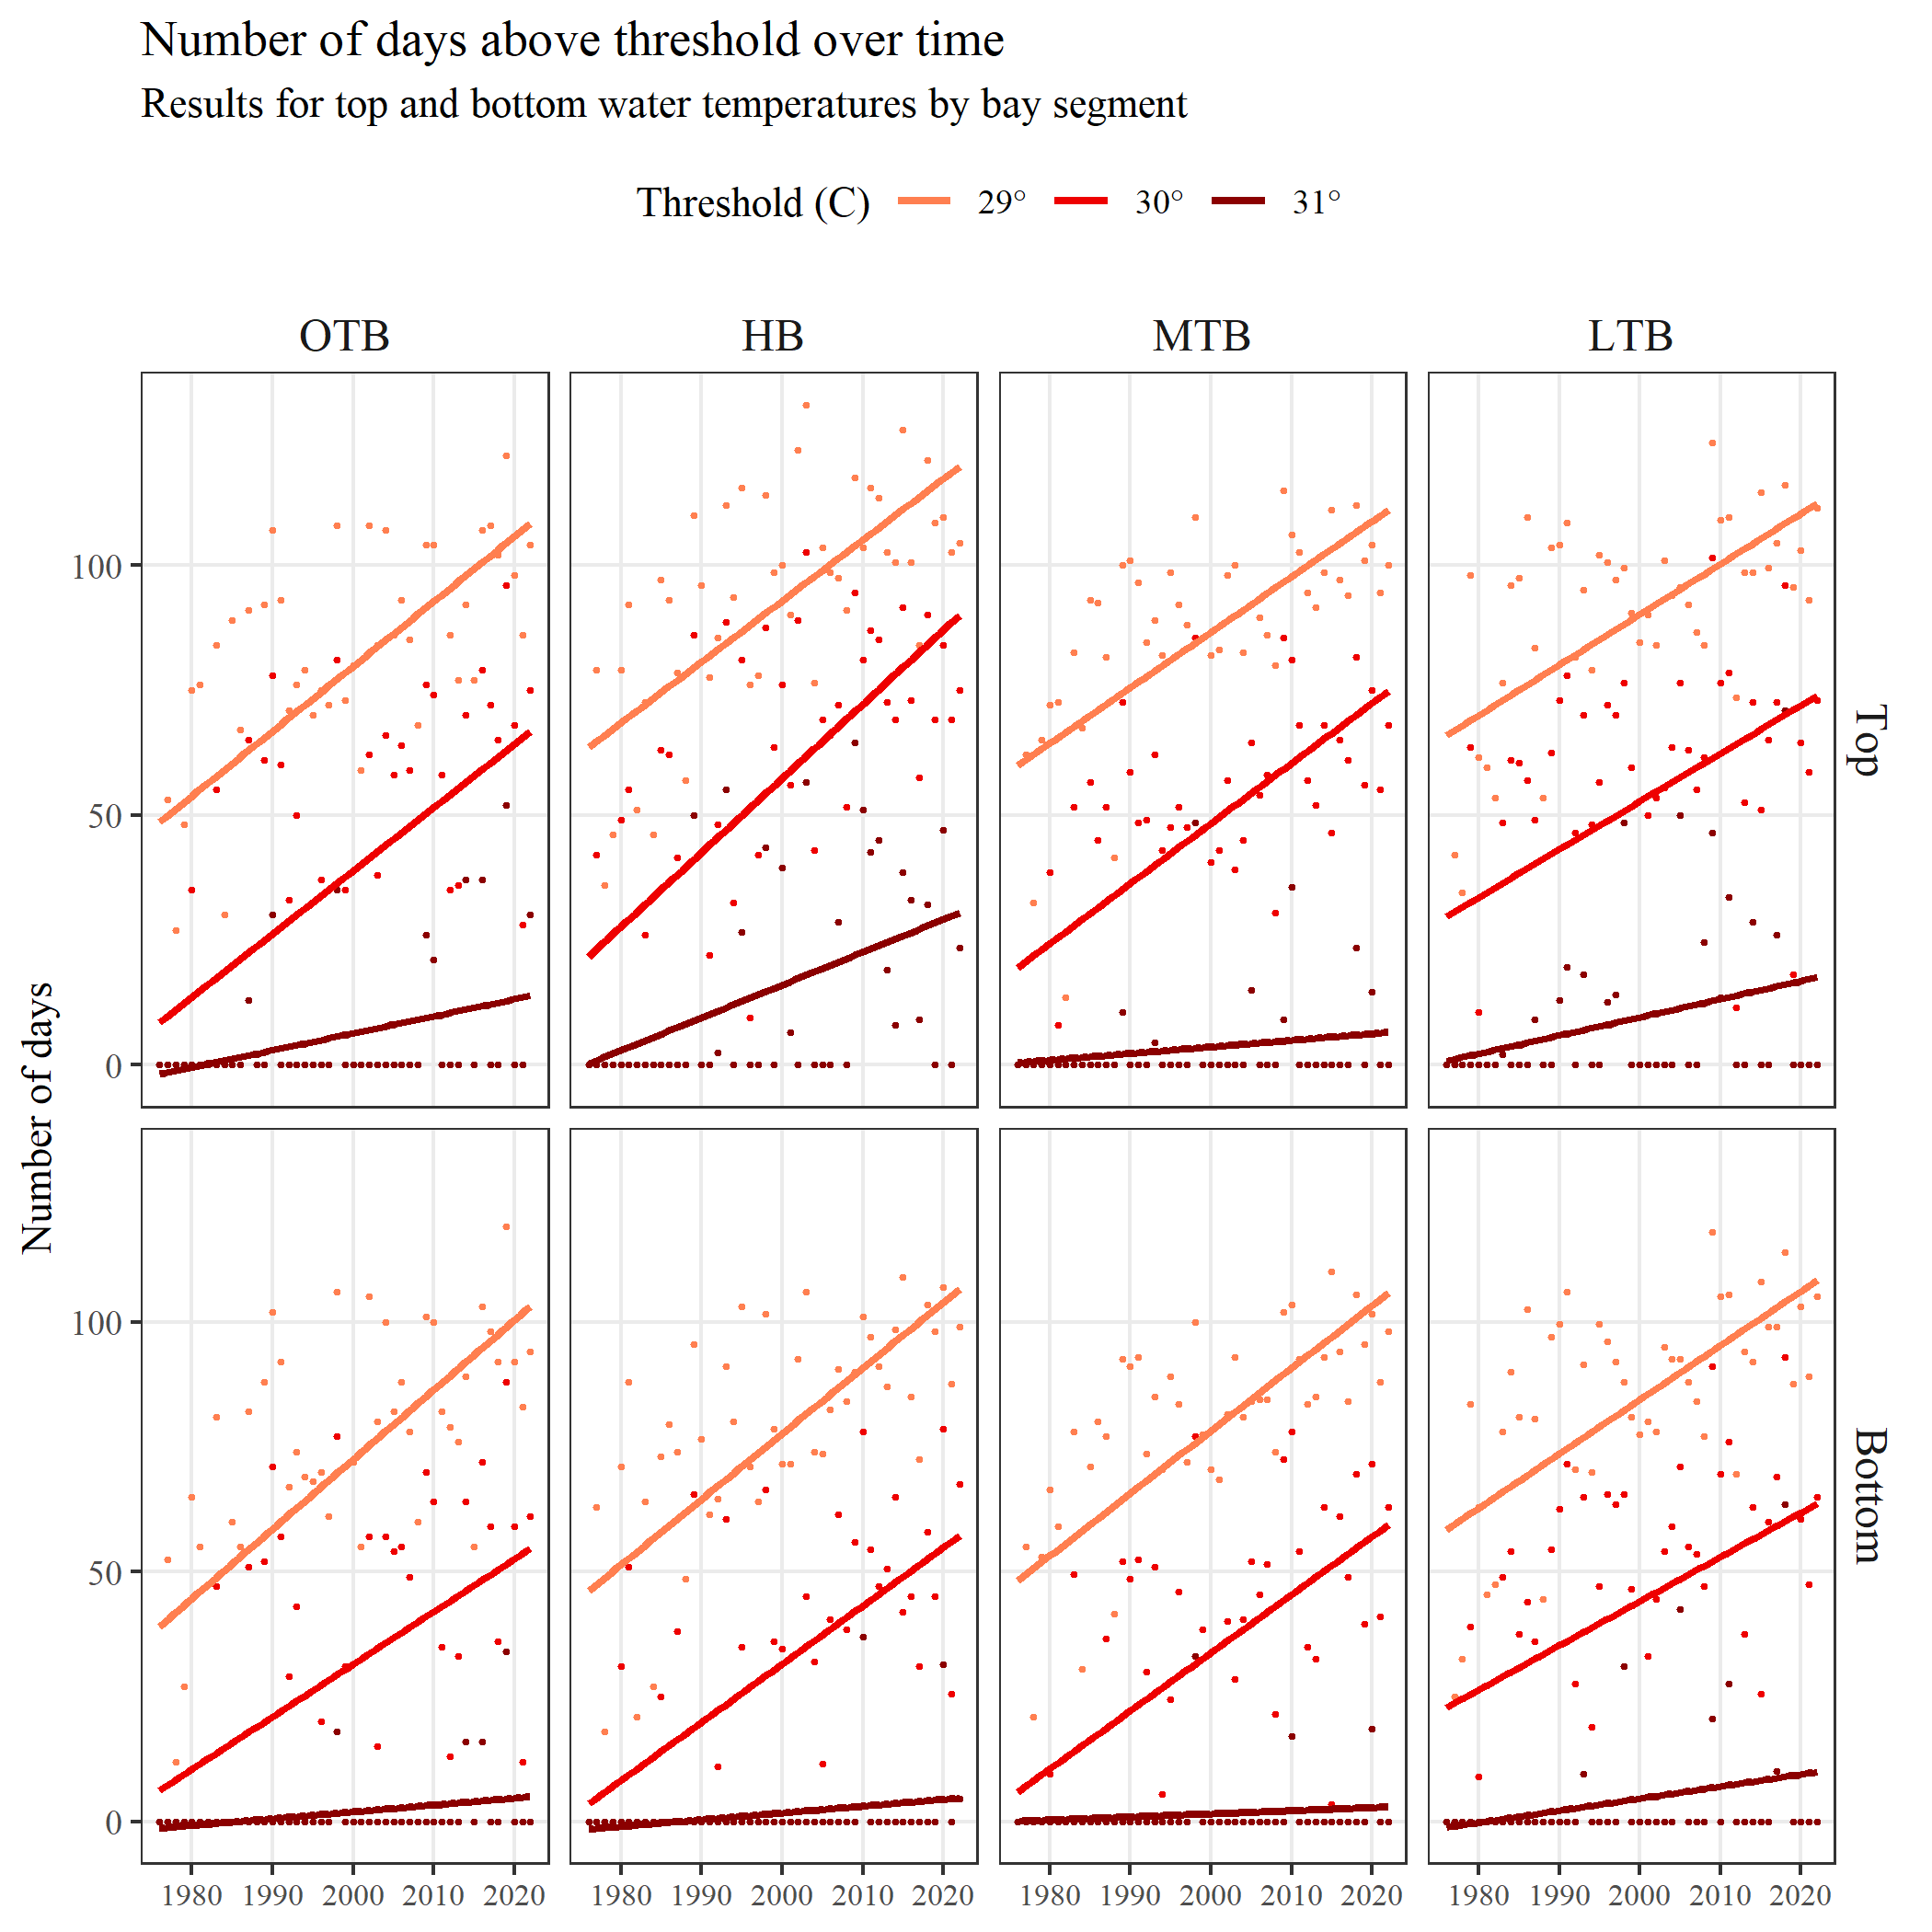 Number of days above threshold over time
Results for top and bottom water temperatures by bay segment
Threshold (C) 29° 30° 31°
OTB HB MTB LTB
100
50
0
Top
Number of days
100
50
0
Bottom
1980 1990 2000 2010 2020 1980 1990 2000 2010 2020 1980 1990 2000 2010 2020 1980 1990 2000 2010 2020